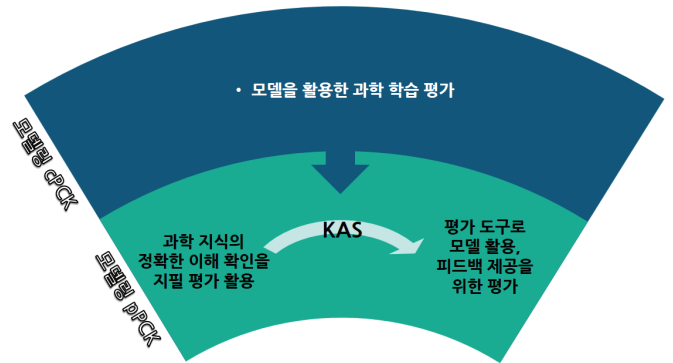 • 모델을 활용한 과학 학습 평가
모델링 cPCK
KAS
과학 지식의
정확한 이해 확인을
지필 평가 활용
평가 도구로
모델 활용,
피드백 제공을
위한 평가
모델링 pPCK